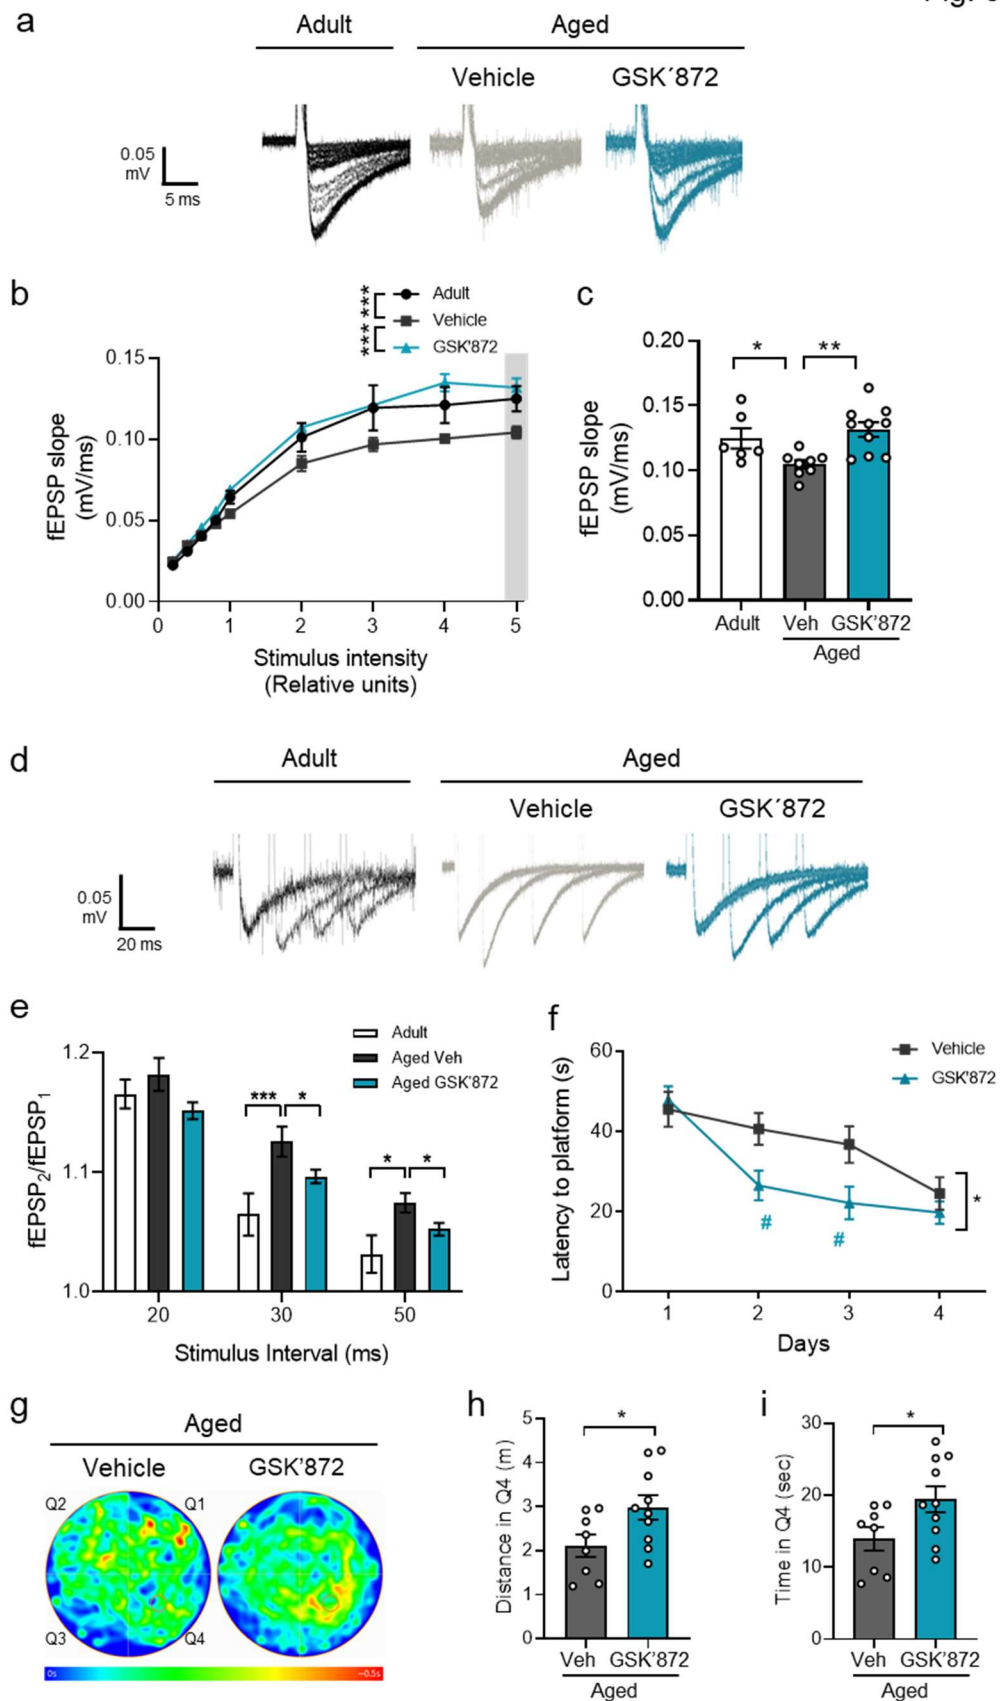 a
Adult
Aged
Vehicle
GSK´872
0.05
mV
5 ms
b
***
***
Adult
Vehicle
GSK'872
fEPSP slope
(mV/ms)
0.15
0.10
0.05
0.00
0 1 2 3 4 5
Stimulus intensity
(Relative units)
c
* **
fEPSP slope
(mV/ms)
0.20
0.15
0.10
0.05
0.00
Adult Veh GSK'872
Aged
d
Adult
Aged
Vehicle
GSK´872
0.05
mV
20 ms
e
Adult
Aged Veh
Aged GSK'872
*** *
* *
fEPSP2/fEPSP1
1.2
1.1
1.0
20 30 50
Stimulus Interval (ms)
f
Vehicle
GSK'872
Latency to platform (s)
60
40
20
0
# #
*
1 2 3 4
Days
g
Aged
Vehicle GSK'872
Q2 Q1
Q3 Q4
0s ~0.5s
h
*
Distance in Q4 (m)
5
4
3
2
1
0
Veh GSK'872
Aged
i
*
Time in Q4 (sec)
30
20
10
0
Veh GSK'872
Aged